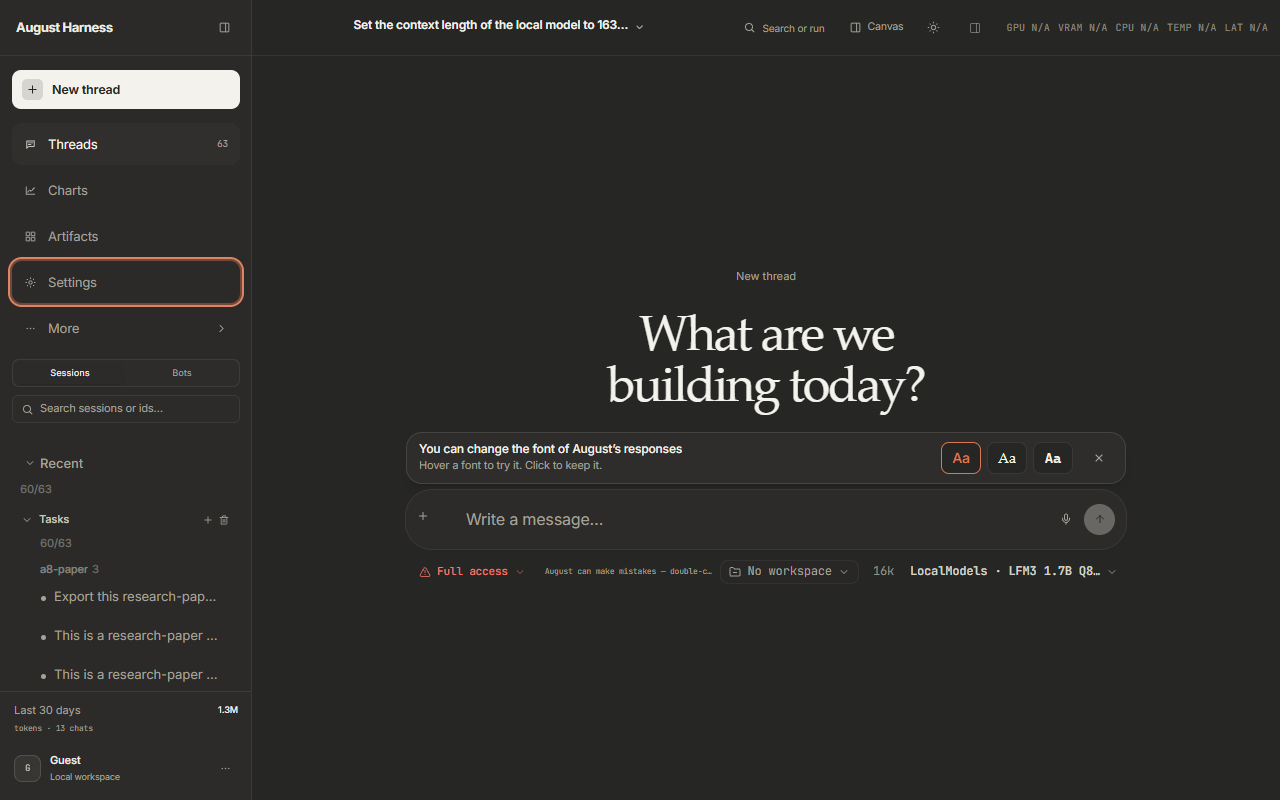 August Harness
Set the context length of the local model to 163…
Search or run
Canvas
GPU N/A VRAM N/A CPU N/A TEMP N/A LAT N/A
New thread
Threads 63
Charts
Artifacts
Settings
More
Sessions Bots
Search sessions or ids…
Recent
60/63
Tasks
60/63
a8-paper 3
Export this research-pap…
This is a research-paper …
This is a research-paper …
Last 30 days 1.3M
tokens · 13 chats
G
Guest
Local workspace
New thread
What are we
building today?
You can change the font of August’s responses
Hover a font to try it. Click to keep it.
Aa Aa Aa
Write a message…
Full access
August can make mistakes — double-c…
No workspace
16k
LocalModels · LFM3 1.7B Q8…